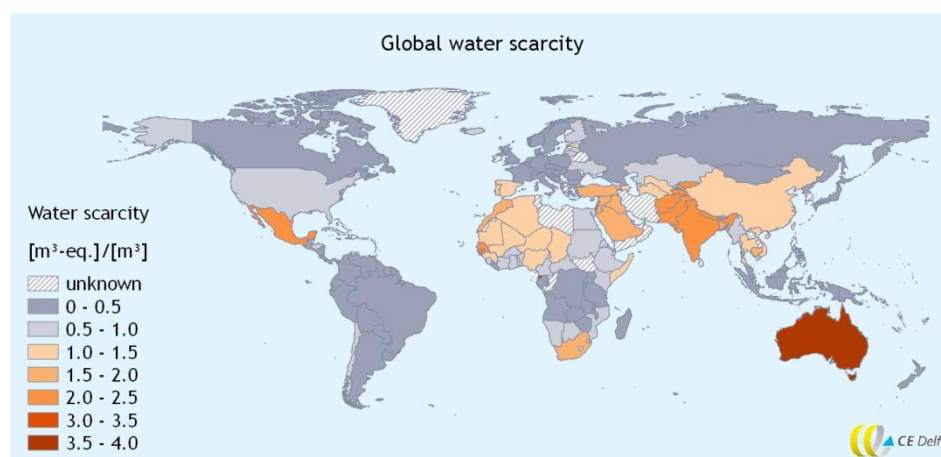 Global water scarcity
Water scarcity
[m³-eq.]/[m³]
unknown
0 - 0.5
0.5 - 1.0
1.0 - 1.5
1.5 - 2.0
2.0 - 2.5
3.0 - 3.5
3.5 - 4.0
CE Delf